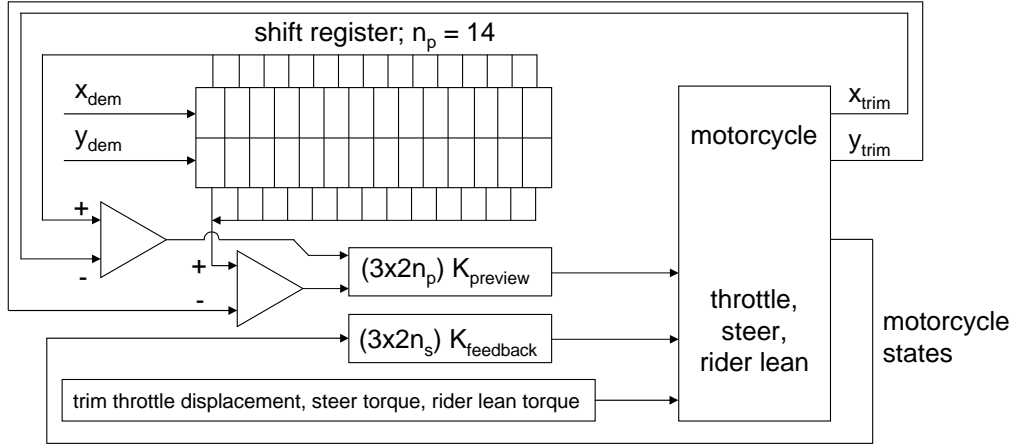 shift register; n_p = 14
x_dem
y_dem
x_trim
y_trim
motorcycle
+
-
+
-
(3x2n_p) K_preview
(3x2n_s) K_feedback
throttle,
steer,
rider lean
motorcycle
states
trim throttle displacement, steer torque, rider lean torque